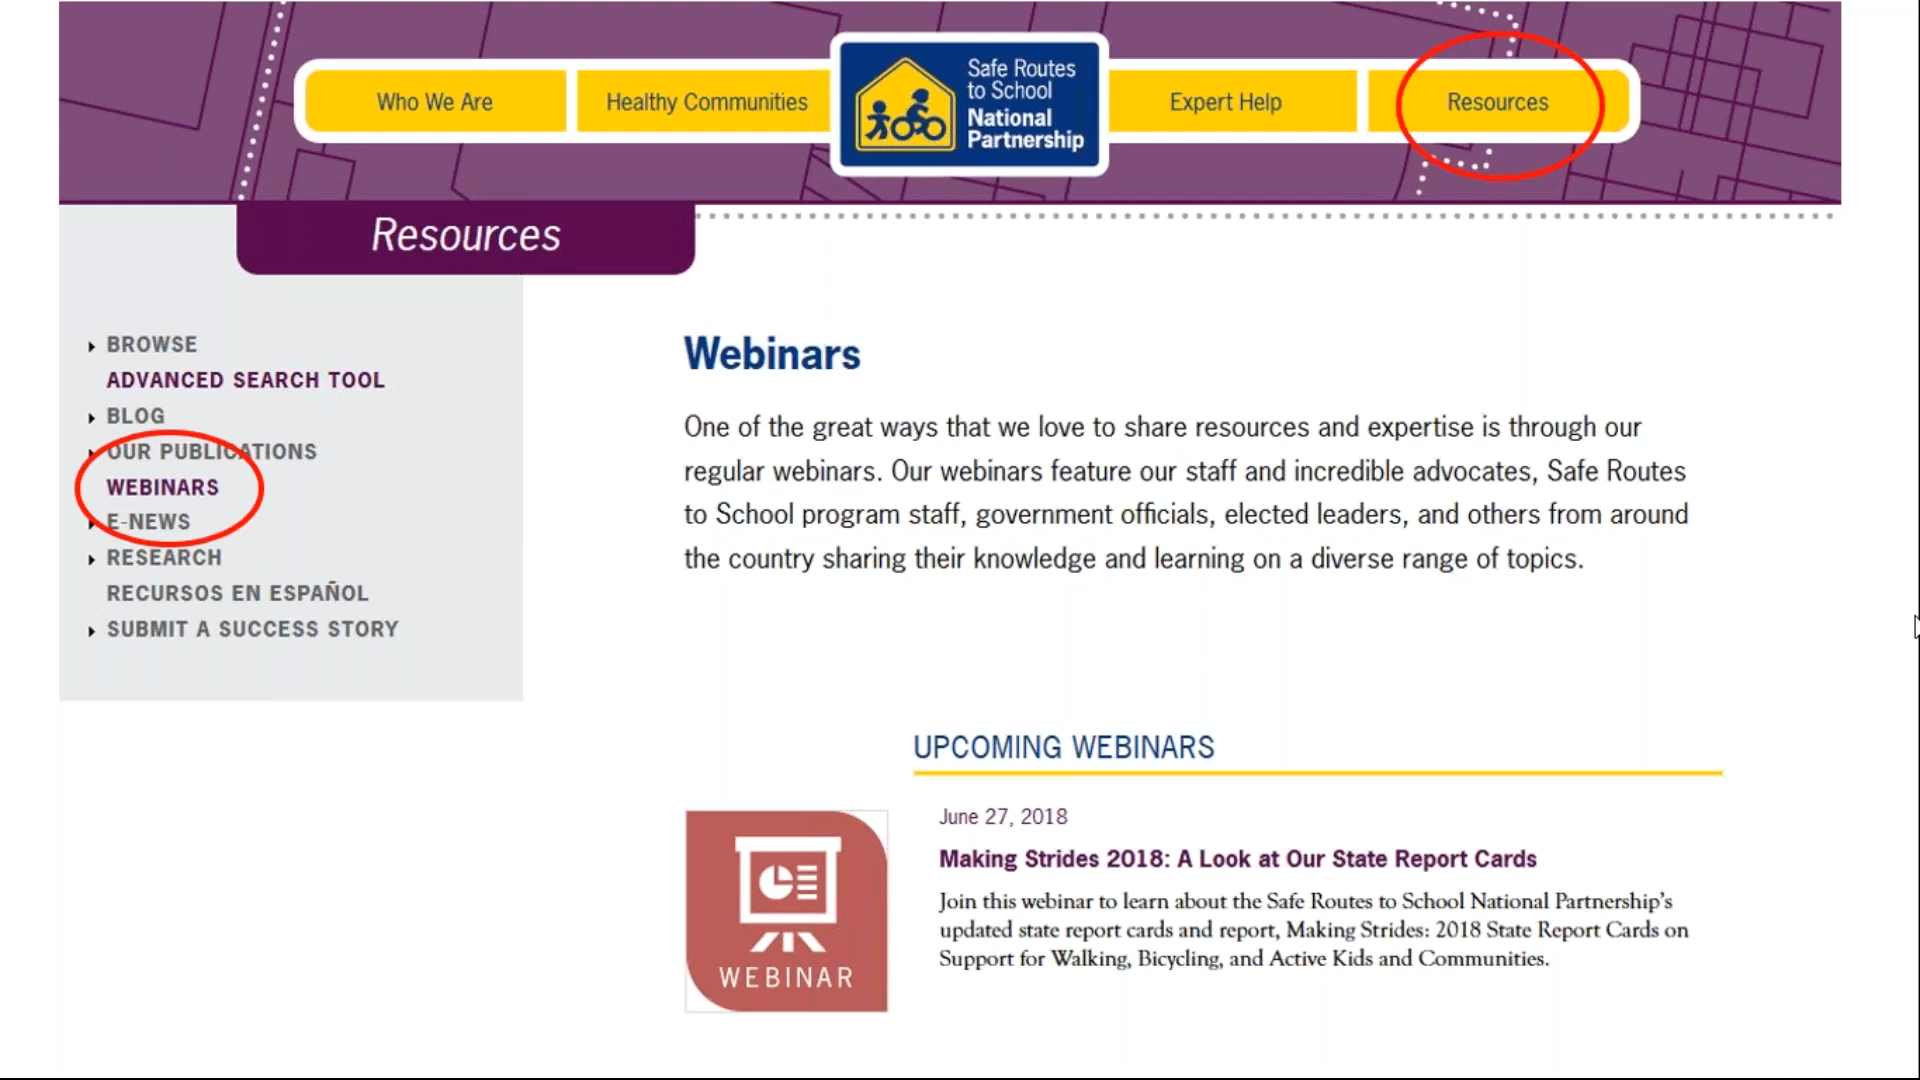 Who We Are
Healthy Communities
Safe Routes
to School
National
Partnership
Expert Help
Resources
Resources
BROWSE
ADVANCED SEARCH TOOL
BLOG
OUR PUBLICATIONS
WEBINARS
E-NEWS
RESEARCH
RECURSOS EN ESPAÑOL
SUBMIT A SUCCESS STORY
Webinars
One of the great ways that we love to share resources and expertise is through our
regular webinars. Our webinars feature our staff and incredible advocates, Safe Routes
to School program staff, government officials, elected leaders, and others from around
the country sharing their knowledge and learning on a diverse range of topics.
UPCOMING WEBINARS
WEBINAR
June 27, 2018
Making Strides 2018: A Look at Our State Report Cards
Join this webinar to learn about the Safe Routes to School National Partnership's
updated state report cards and report, Making Strides: 2018 State Report Cards on
Support for Walking, Bicycling, and Active Kids and Communities.